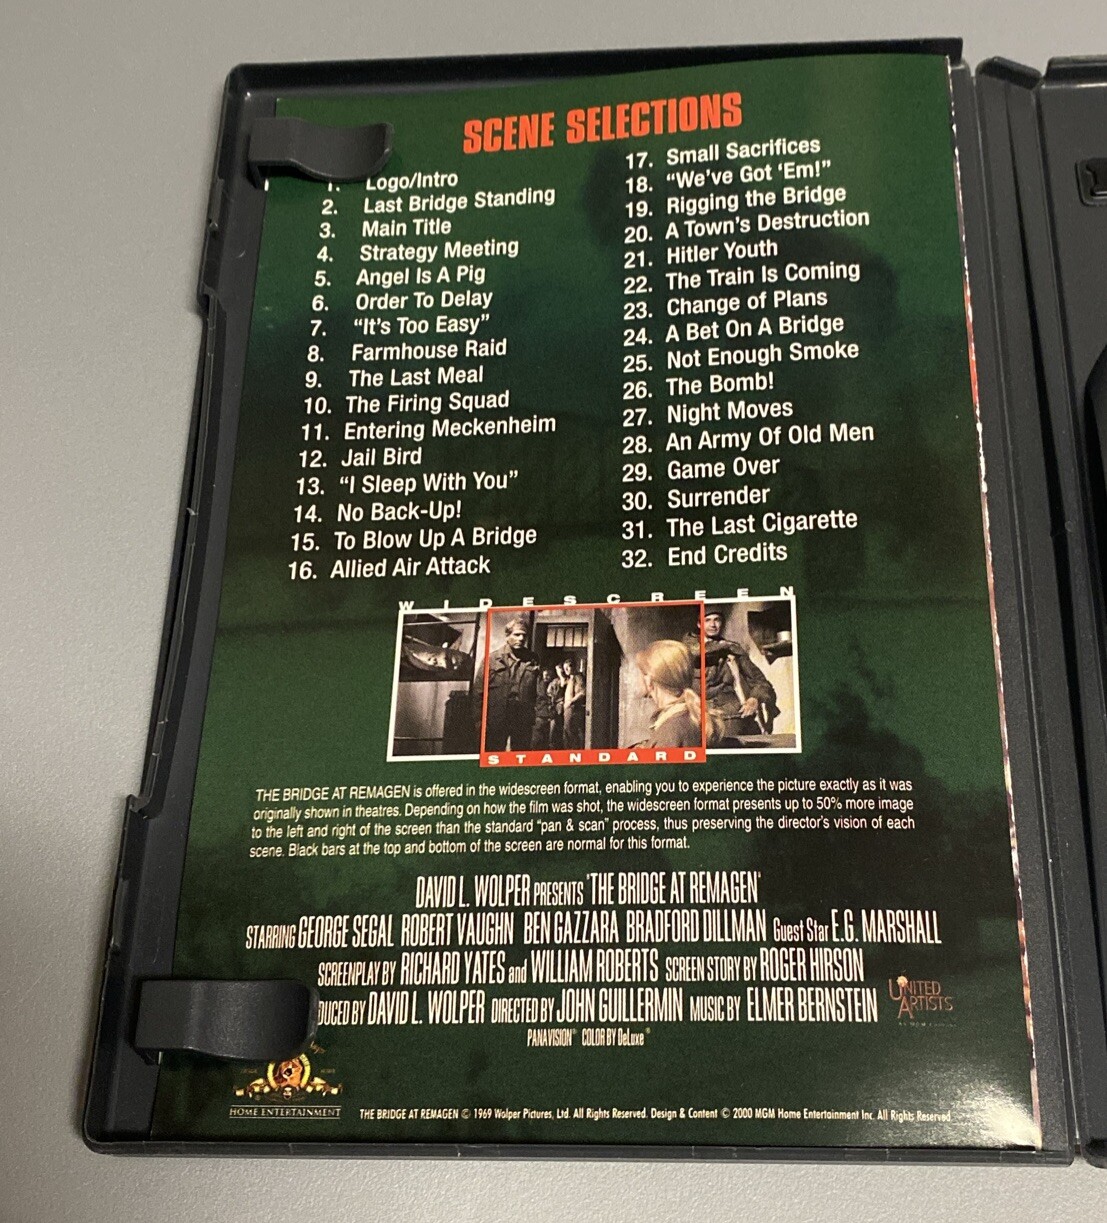 SCENE SELECTIONS
1. Logo/Intro
2. Last Bridge Standing
3. Main Title
4. Strategy Meeting
5. Angel Is A Pig
6. Order To Delay
7. “It's Too Easy”
8. Farmhouse Raid
9. The Last Meal
10. The Firing Squad
11. Entering Meckenheim
12. Jail Bird
13. “I Sleep With You”
14. No Back-Up!
15. To Blow Up A Bridge
16. Allied Air Attack
17. Small Sacrifices
18. “We've Got 'Em!”
19. Rigging the Bridge
20. A Town's Destruction
21. Hitler Youth
22. The Train Is Coming
23. Change of Plans
24. A Bet On A Bridge
25. Not Enough Smoke
26. The Bomb!
27. Night Moves
28. An Army Of Old Men
29. Game Over
30. Surrender
31. The Last Cigarette
32. End Credits
WIDESCREEN
STANDARD
THE BRIDGE AT REMAGEN is offered in the widescreen format, enabling you to experience the picture exactly as it was
originally shown in theatres. Depending on how the film was shot, the widescreen format presents up to 50% more image
to the left and right of the screen than the standard “pan & scan” process, thus preserving the director's vision of each
scene. Black bars at the top and bottom of the screen are normal for this format.
DAVID L. WOLPER PRESENTS "THE BRIDGE AT REMAGEN"
STARRING GEORGE SEGAL ROBERT VAUGHN BEN GAZZARA BRADFORD DILLMAN Guest Star E.G. MARSHALL
SCREENPLAY BY RICHARD YATES and WILLIAM ROBERTS SCREEN STORY BY ROGER HIRSON
DUCED BY DAVID L. WOLPER DIRECTED BY JOHN GUILLERMIN MUSIC BY ELMER BERNSTEIN
UNITED
ARTISTS
PANAVISION® COLOR BY DeLuxe®
HOME ENTERTAINMENT
THE BRIDGE AT REMAGEN © 1969 Wolper Pictures, Ltd. All Rights Reserved. Design & Content © 2000 MGM Home Entertainment Inc. All Rights Reserved.